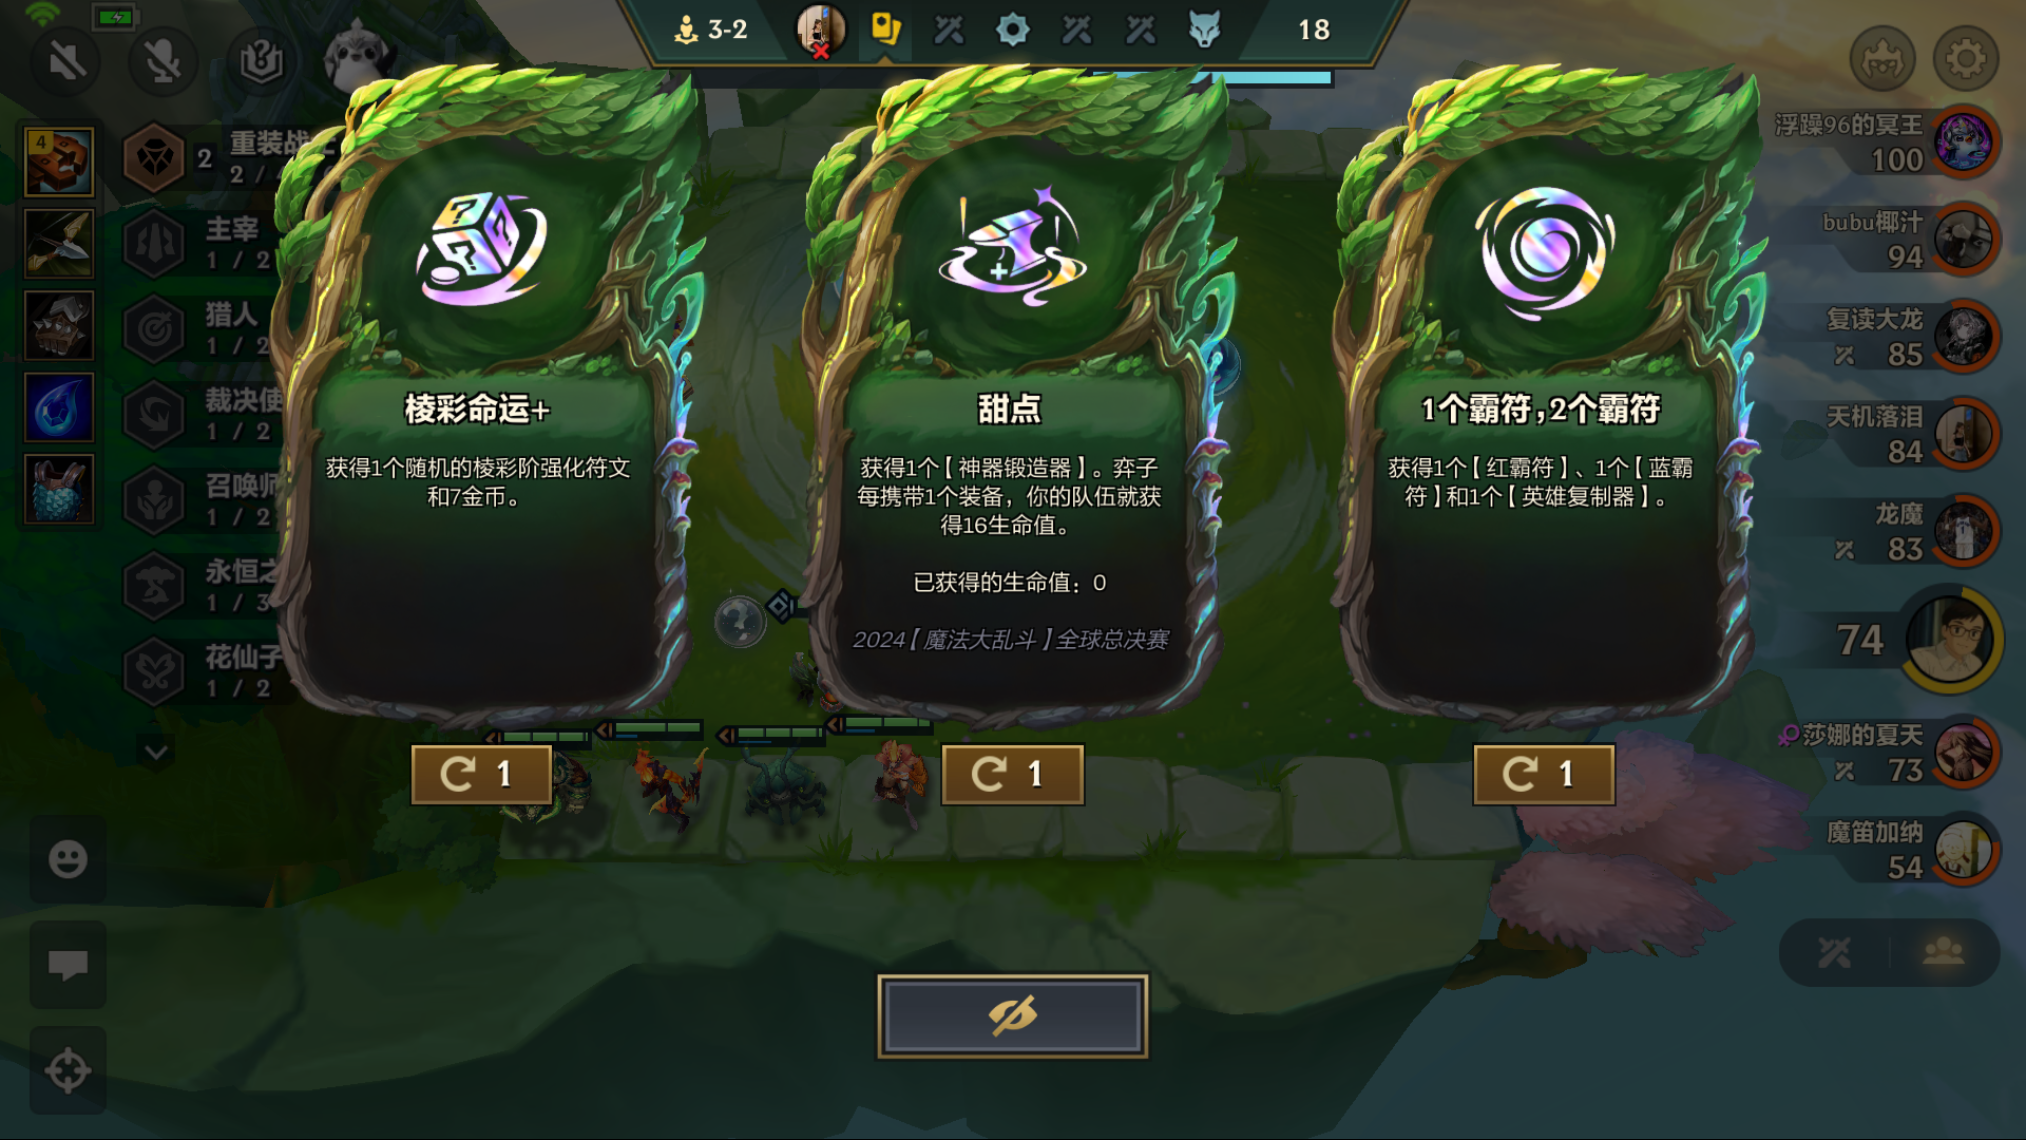 3-2
18
4
2
重装战士
2 / 4
主宰
1 / 2
猎人
1 / 2
裁决使
1 / 2
召唤师
1 / 2
永恒之
1 / 3
花仙子
1 / 2
棱彩命运+
获得1个随机的棱彩阶强化符文
和7金币。
1
甜点
获得1个【神器锻造器】。弈子
每携带1个装备，你的队伍就获
得16生命值。
已获得的生命值：0
2024【魔法大乱斗】全球总决赛
1
1个霸符,2个霸符
获得1个【红霸符】、1个【蓝霸
符】和1个【英雄复制器】。
1
浮躁96的冥王
100
bubu椰汁
94
复读大龙
85
天机落泪
84
龙魔
83
74
莎娜的夏天
73
魔笛加纳
54